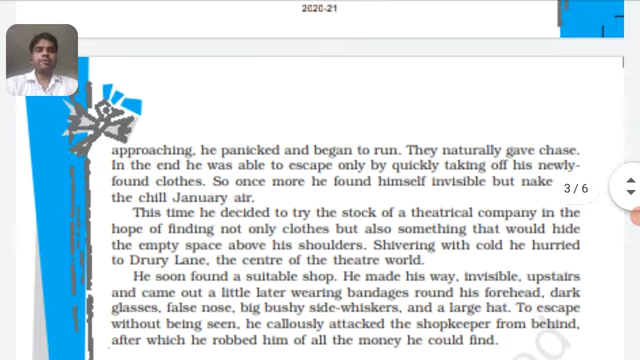 2020-21
approaching, he panicked and began to run. They naturally gave chase.
In the end he was able to escape only by quickly taking off his newly-
found clothes. So once more he found himself invisible but nake
the chill January air.
3 / 6
This time he decided to try the stock of a theatrical company in the
hope of finding not only clothes but also something that would hide
the empty space above his shoulders. Shivering with cold he hurried
to Drury Lane, the centre of the theatre world.
He soon found a suitable shop. He made his way, invisible, upstairs
and came out a little later wearing bandages round his forehead, dark
glasses, false nose, big bushy side-whiskers, and a large hat. To escape
without being seen, he callously attacked the shopkeeper from behind,
after which he robbed him of all the money he could find.